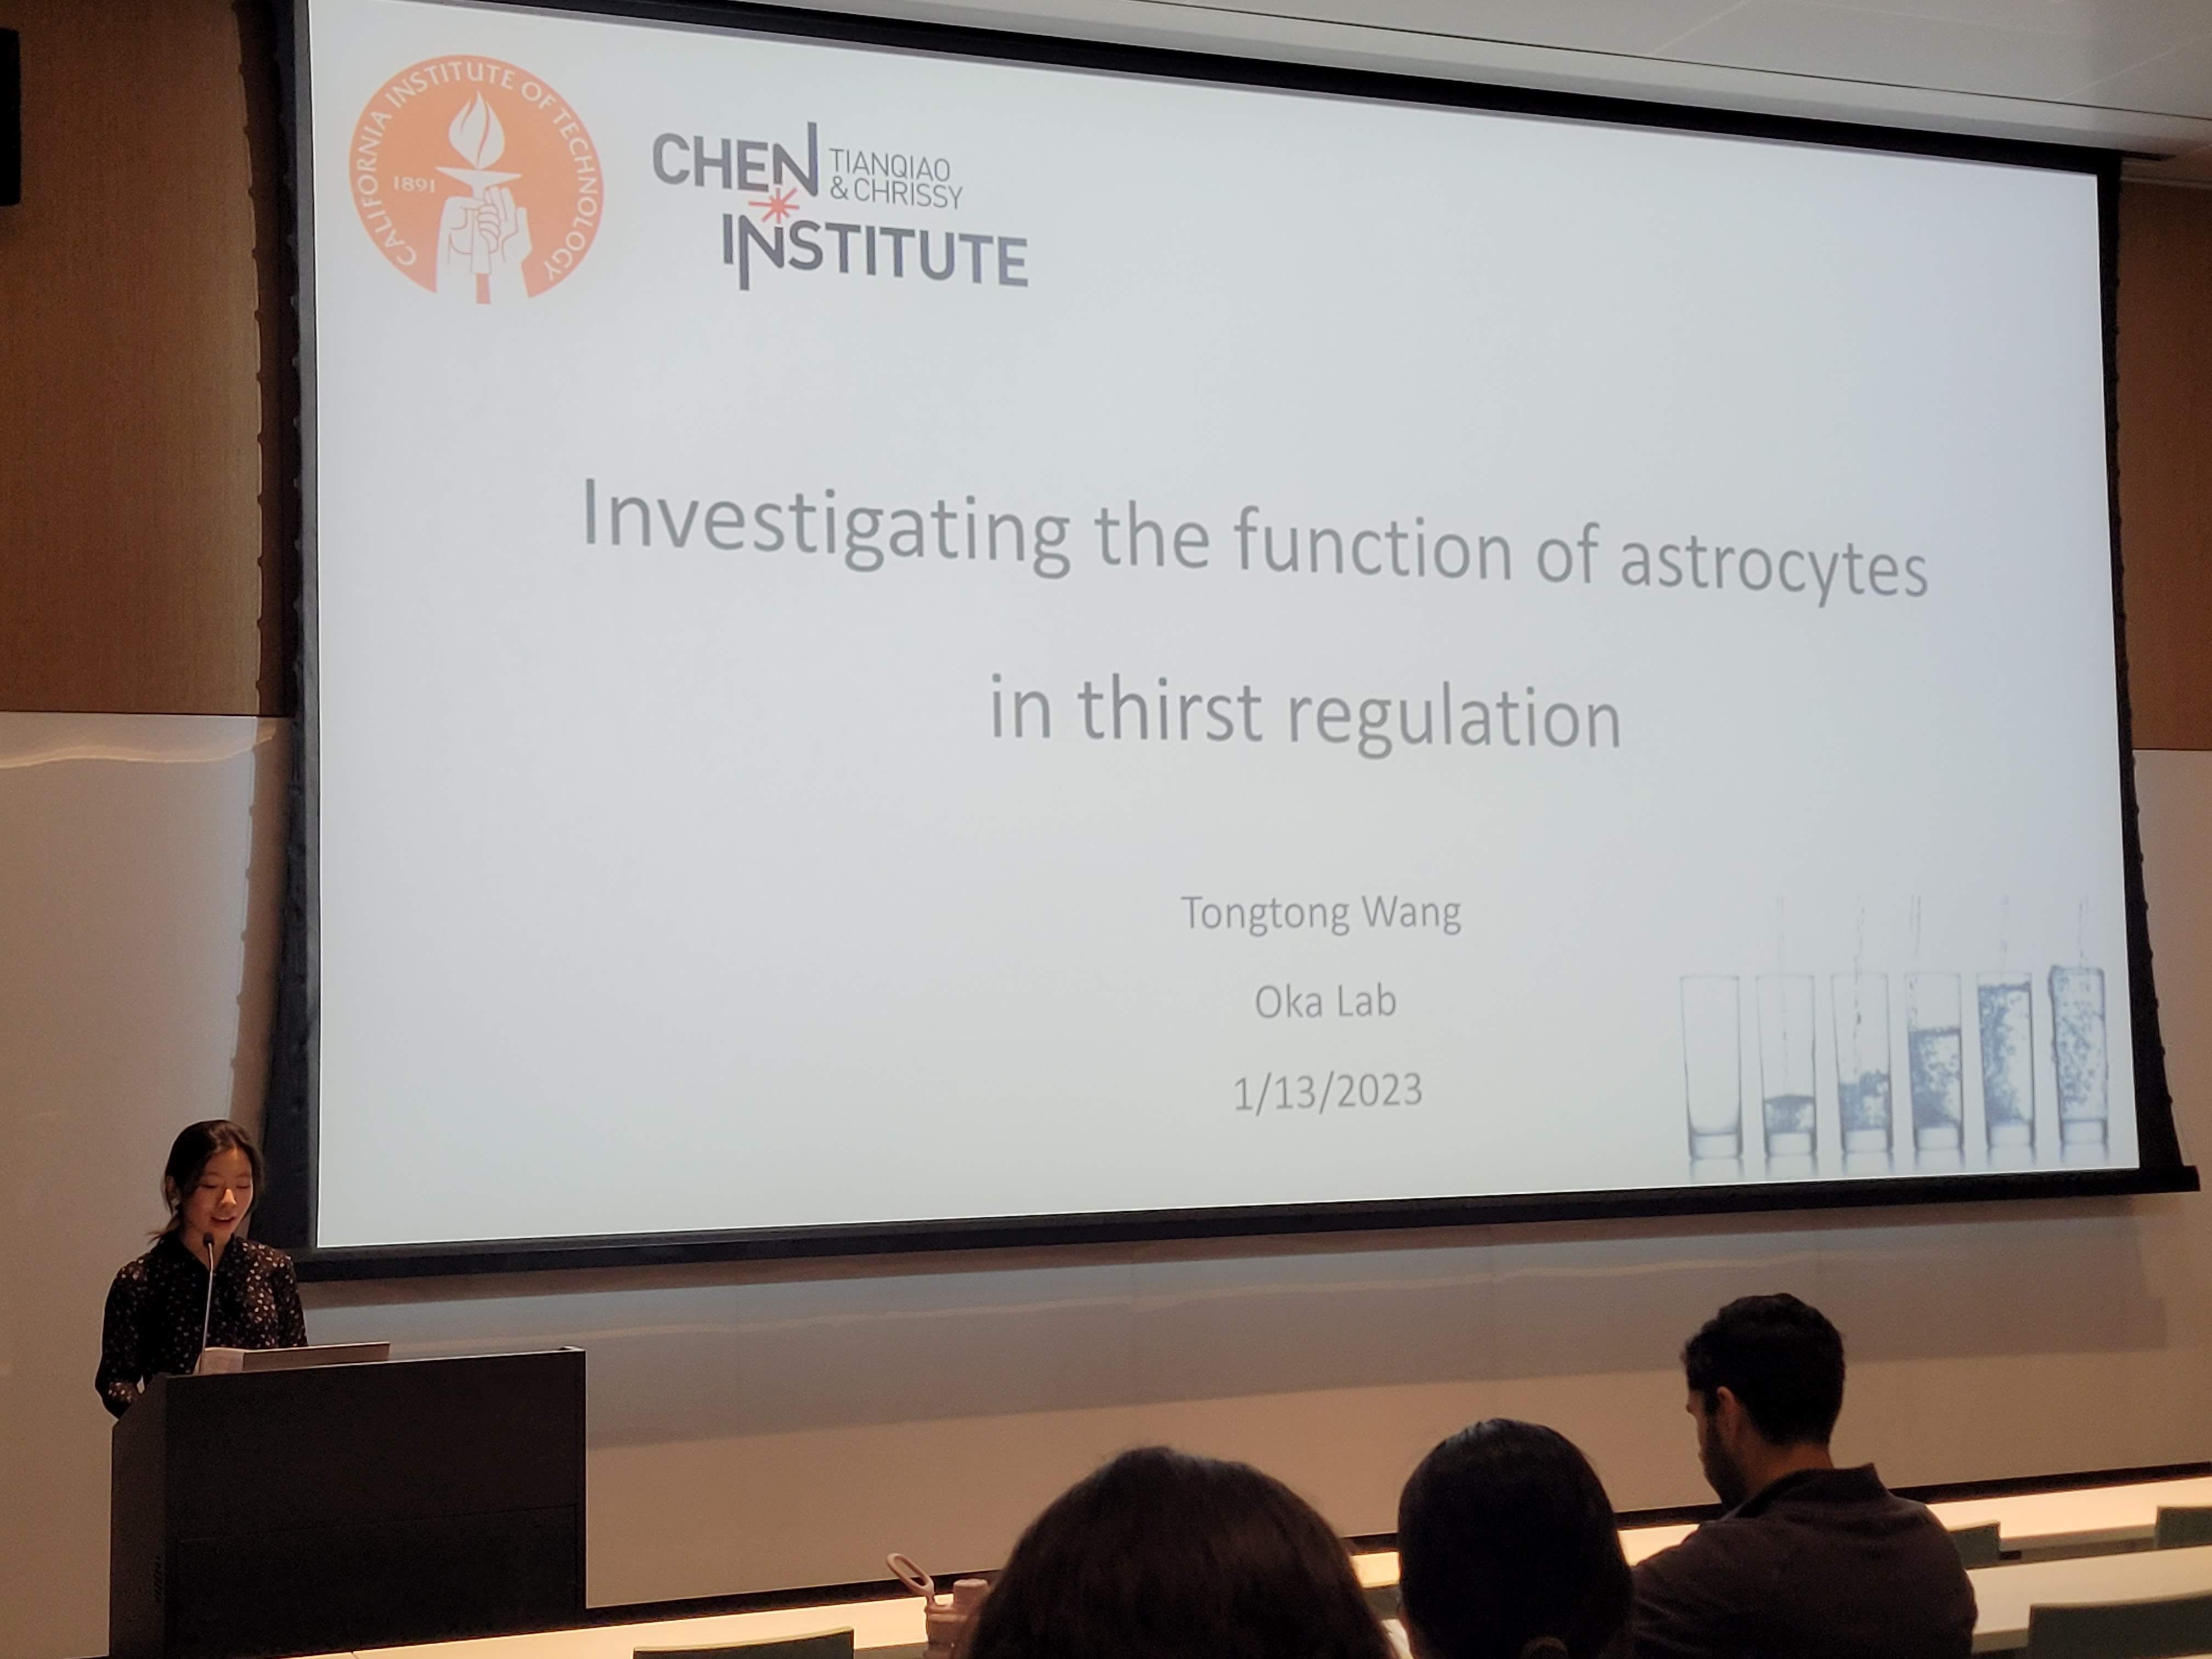 CALIFORNIA INSTITUTE OF TECHNOLOGY
1891
CHEN TIANQIAO
& CHRISSY
INSTITUTE
Investigating the function of astrocytes
in thirst regulation
Tongtong Wang
Oka Lab
1/13/2023